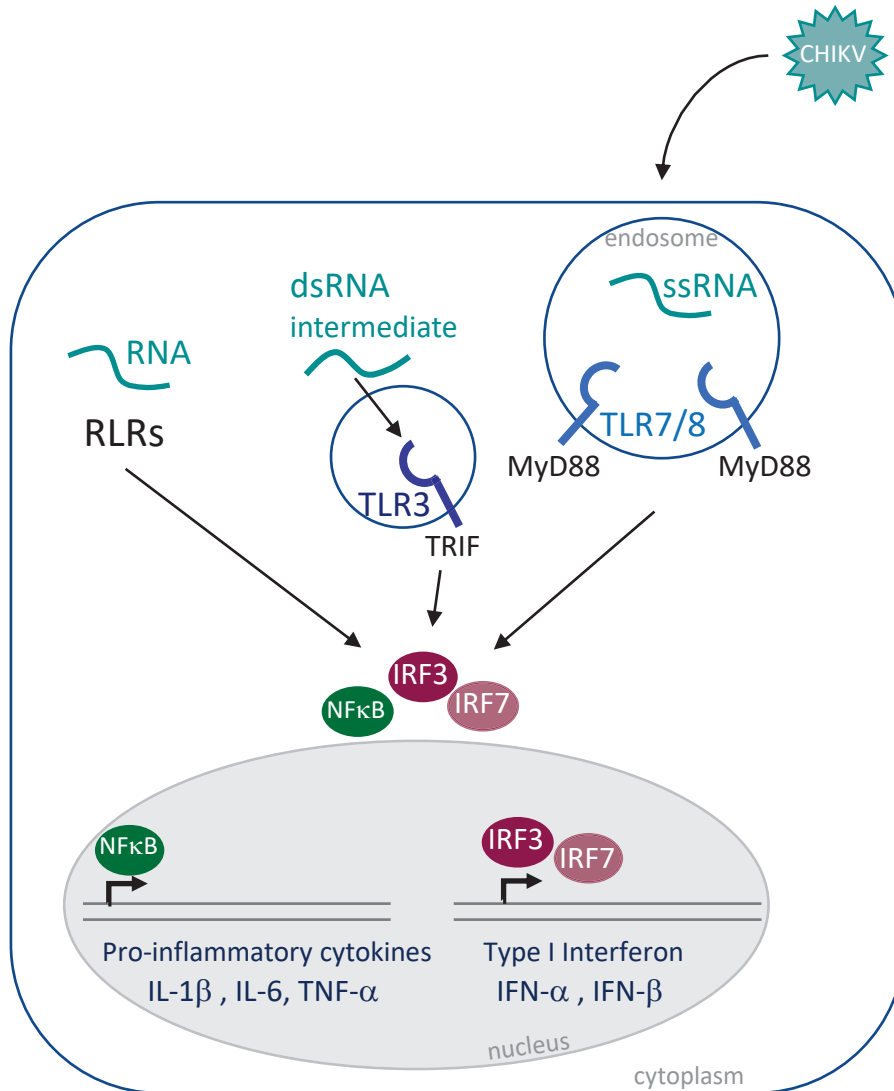 CHIKV
endosome
ssRNA
dsRNA
intermediate
RNA
RLRs
TLR7/8
MyD88
MyD88
TLR3
TRIF
IRF3
NFκB
IRF7
NFκB
IRF3
IRF7
Pro-inflammatory cytokines
IL-1β , IL-6, TNF-α
Type I Interferon
IFN-α , IFN-β
nucleus
cytoplasm